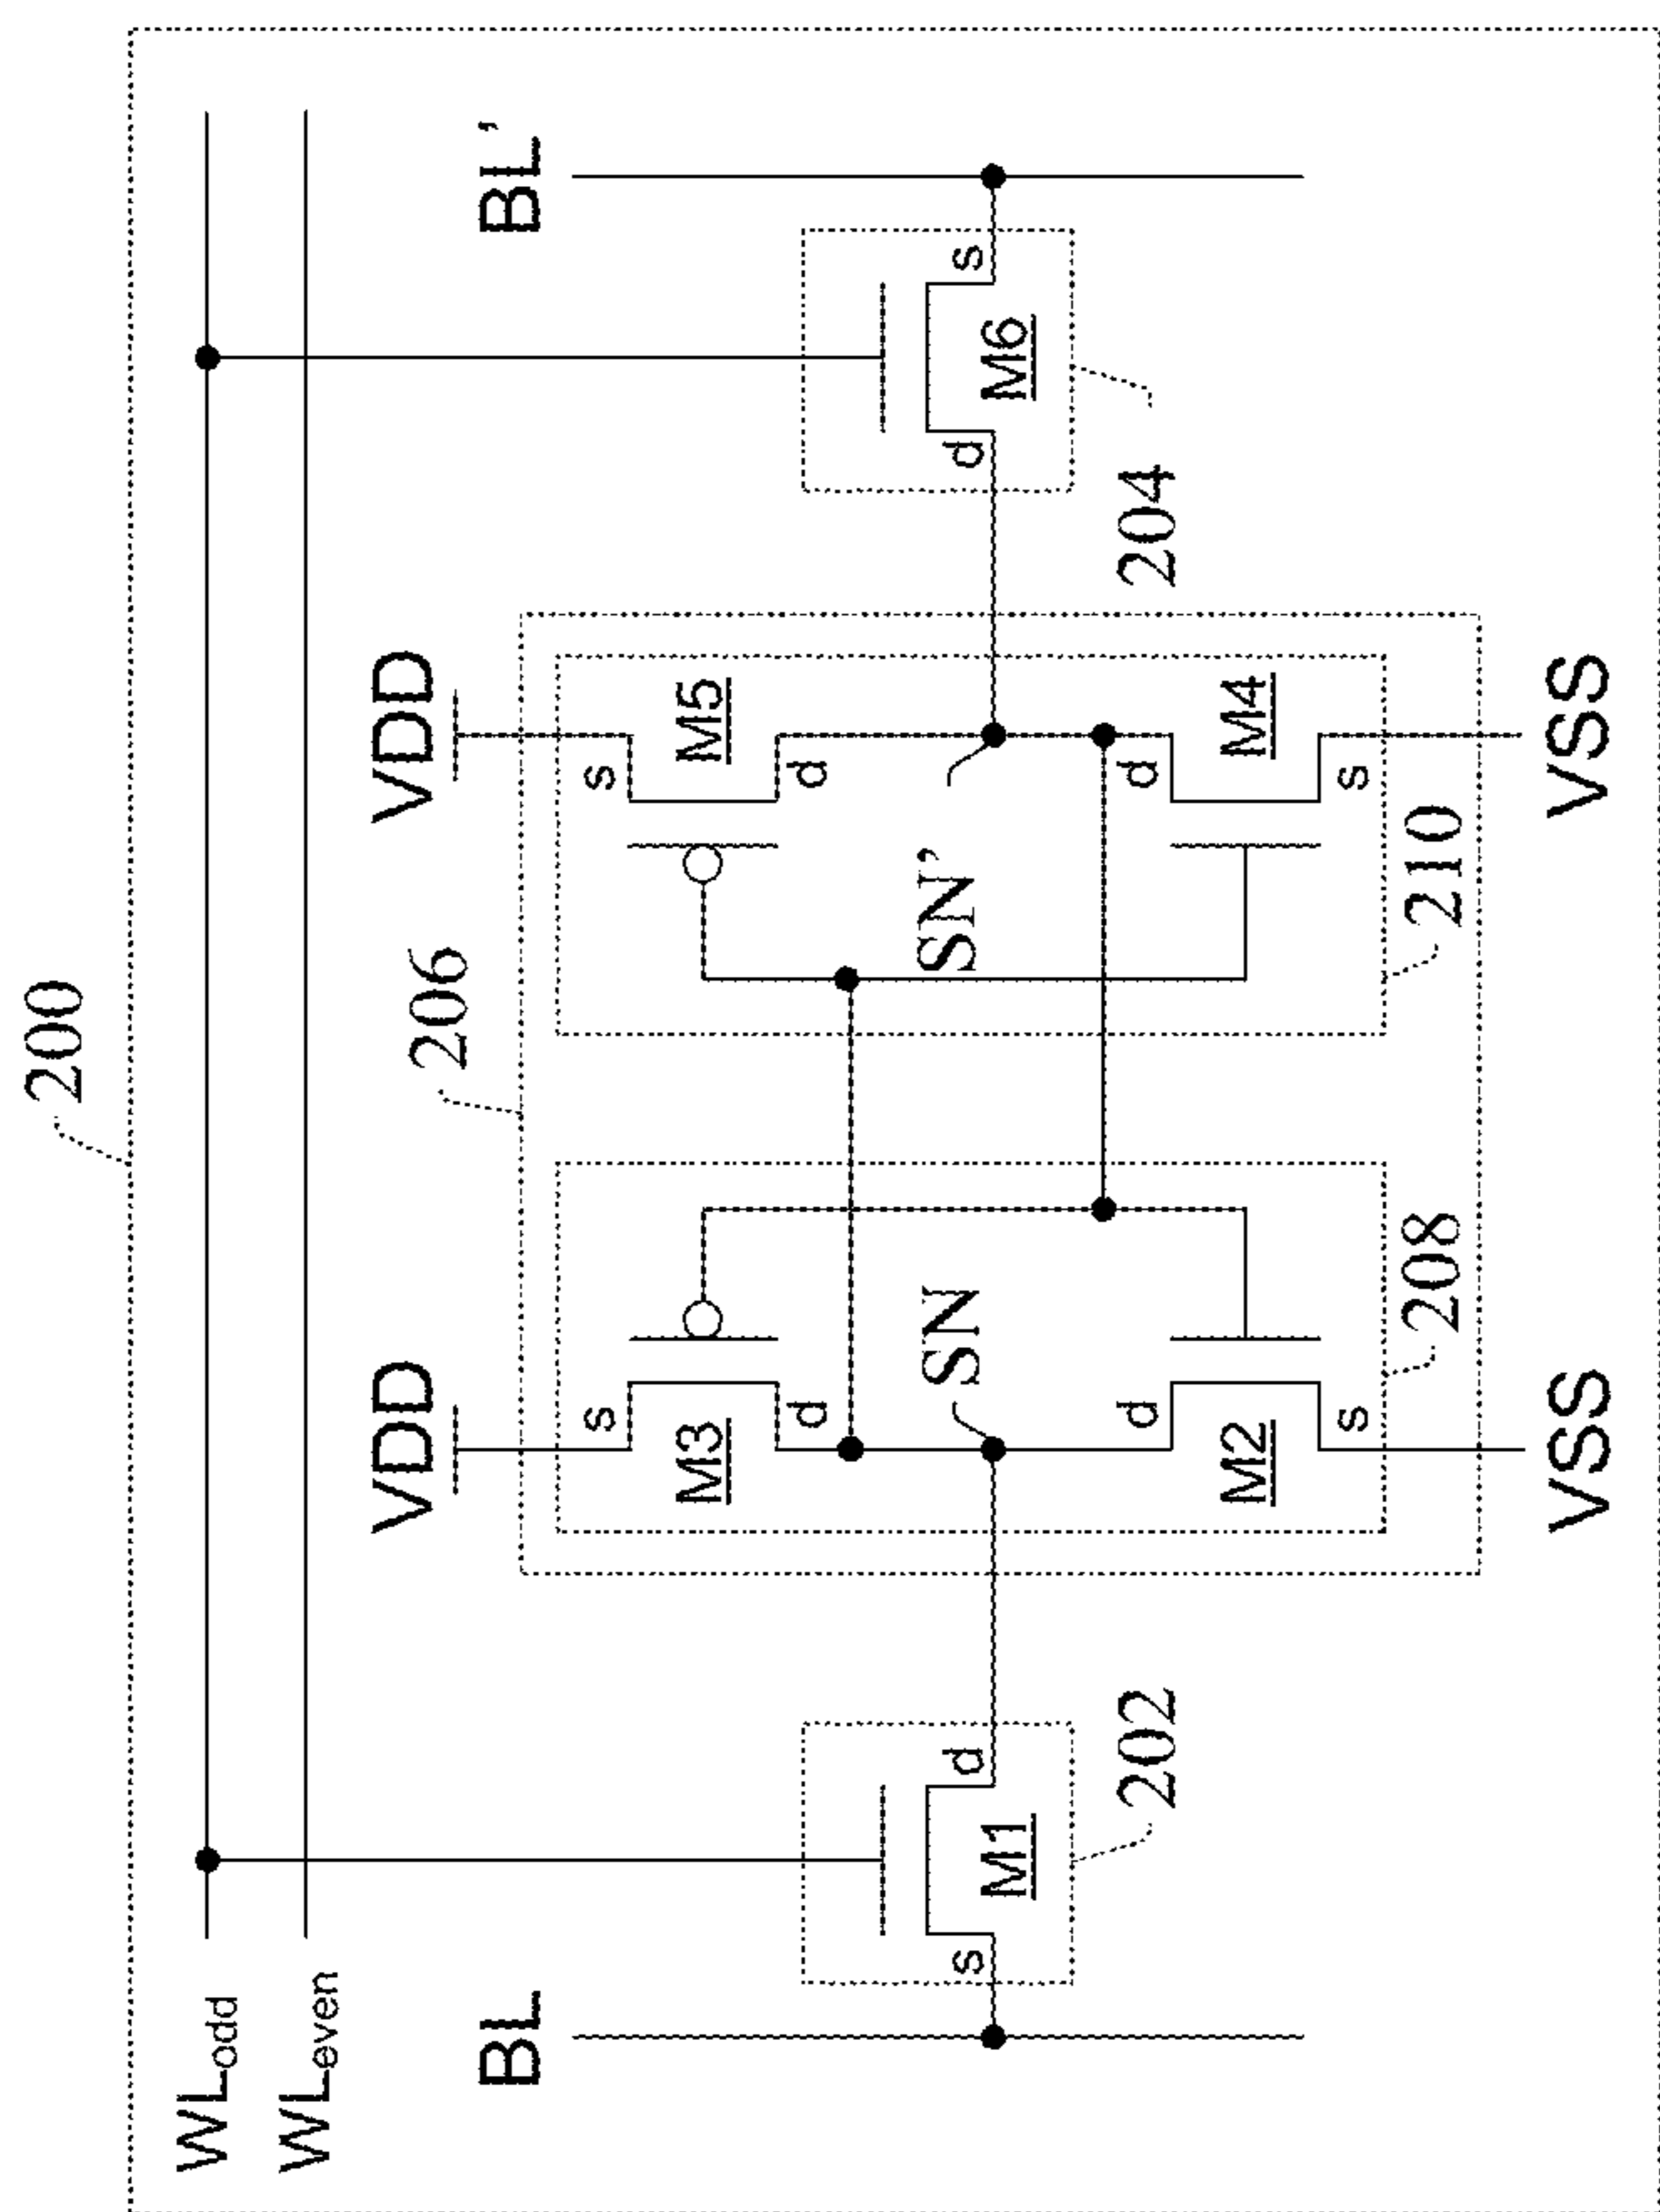 200
WLodd
WLeven
BL
BL’
VDD
VDD
206
s
s
M3
M5
d
d
SN
SN’
s
M1
d
d
M6
s
202
204
d
d
M2
M4
s
s
208
210
VSS
VSS